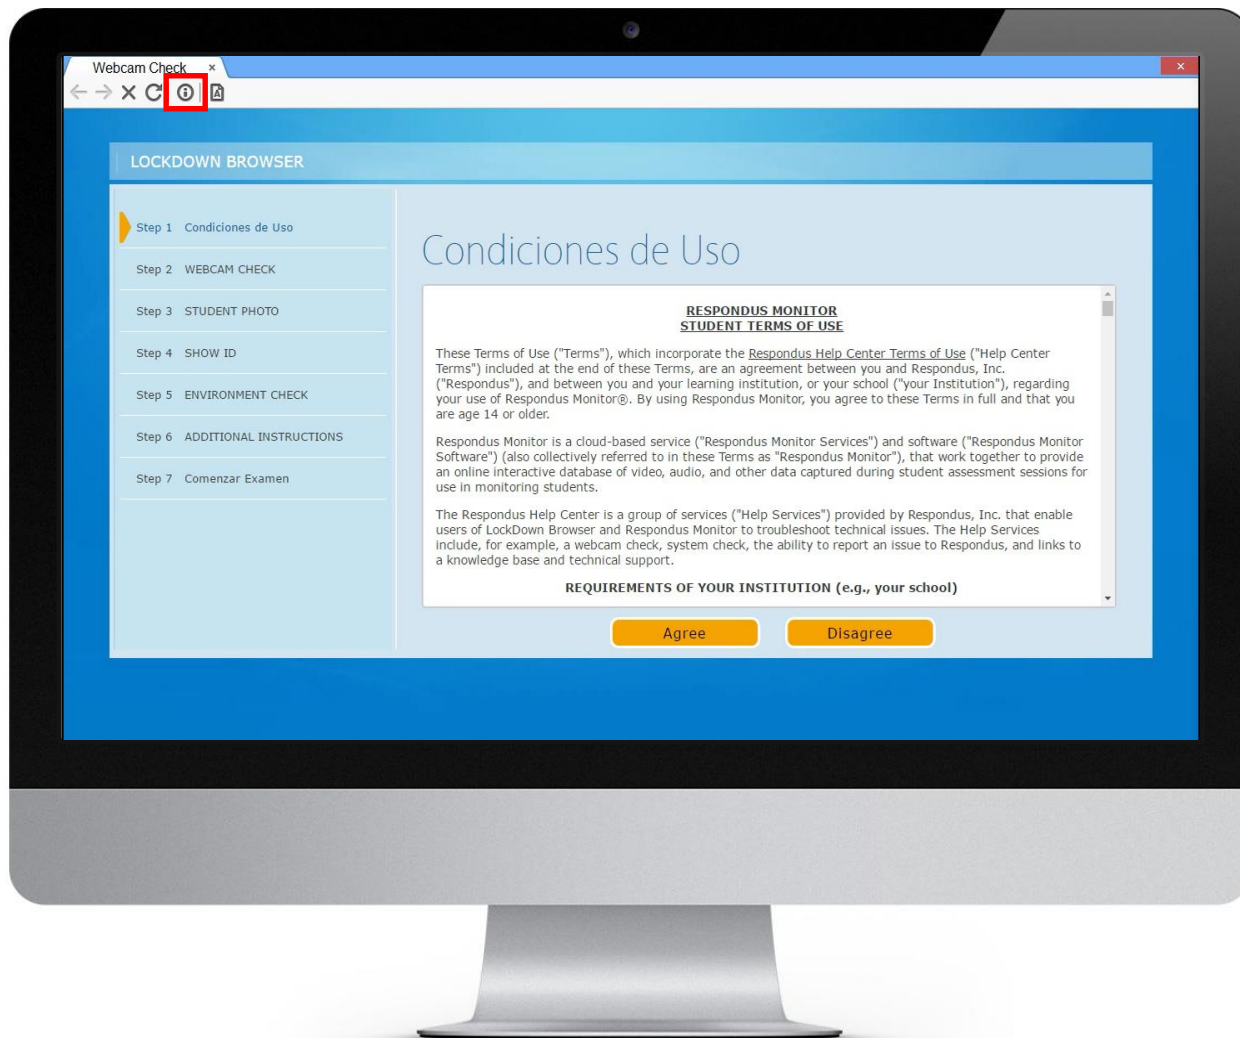 Webcam Check
LOCKDOWN BROWSER
Step 1 Condiciones de Uso
Step 2 WEBCAM CHECK
Step 3 STUDENT PHOTO
Step 4 SHOW ID
Step 5 ENVIRONMENT CHECK
Step 6 ADDITIONAL INSTRUCTIONS
Step 7 Comenzar Examen
Condiciones de Uso
RESPONDUS MONITOR
STUDENT TERMS OF USE
These Terms of Use ("Terms"), which incorporate the Respondus Help Center Terms of Use ("Help Center
Terms") included at the end of these Terms, are an agreement between you and Respondus, Inc.
("Respondus"), and between you and your learning institution, or your school ("your Institution"), regarding
your use of Respondus Monitor®. By using Respondus Monitor, you agree to these Terms in full and that you
are age 14 or older.
Respondus Monitor is a cloud-based service ("Respondus Monitor Services") and software ("Respondus Monitor
Software") (also collectively referred to in these Terms as "Respondus Monitor"), that work together to provide
an online interactive database of video, audio, and other data captured during student assessment sessions for
use in monitoring students.
The Respondus Help Center is a group of services ("Help Services") provided by Respondus, Inc. that enable
users of LockDown Browser and Respondus Monitor to troubleshoot technical issues. The Help Services
include, for example, a webcam check, system check, the ability to report an issue to Respondus, and links to
a knowledge base and technical support.
REQUIREMENTS OF YOUR INSTITUTION (e.g., your school)
Agree Disagree